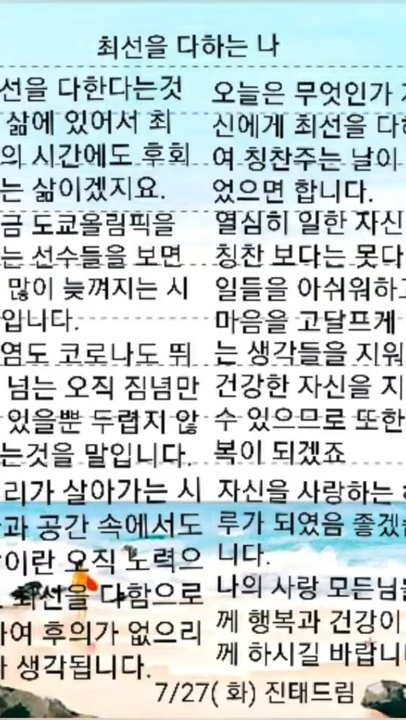 최선을 다하는 나
선을 다한다는것
삶에 있어서 최
의 시간에도 후회
는 삶이겠지요.
금 도쿄올림픽을
는 선수들을 보면
많이 늦껴지는 시
입니다.
염도 코로나도 뛰
넘는 오직 짐념만
있을뿐 두렵지 않
는것을 말입니다.
리가 살아가는 시
과 공간 속에서도
이란 오직 노력으
최선을 다함으로
하여 후의가 없으리
생각됩니다.
오늘은 무엇인가
신에게 최선을 다하
여 칭찬주는 날이
었으면 합니다.
열심히 일한 자신
칭찬 보다는 못다
일들을 아쉬워하고
마음을 고달프게
는 생각들을 지워
건강한 자신을 지
수 있으므로 또한
복이 되겠죠
자신을 사랑하는
루가 되였음 좋겠습
니다.
나의 사랑 모든님들
께 행복과 건강이
께 하시길 바랍니다
7/27( 화) 진태드림